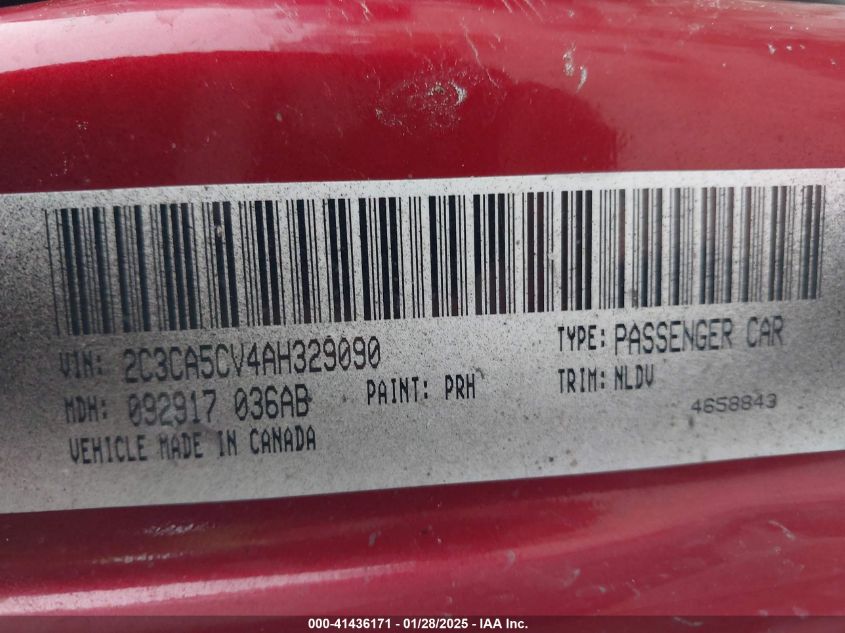 VIN: 2C3CA5CV4AH329090 TYPE: PASSENGER CAR
MDH: 092917 036AB PAINT: PRH TRIM: NLDV
VEHICLE MADE IN CANADA 4658843
000-41436171 - 01/28/2025 - IAA Inc.